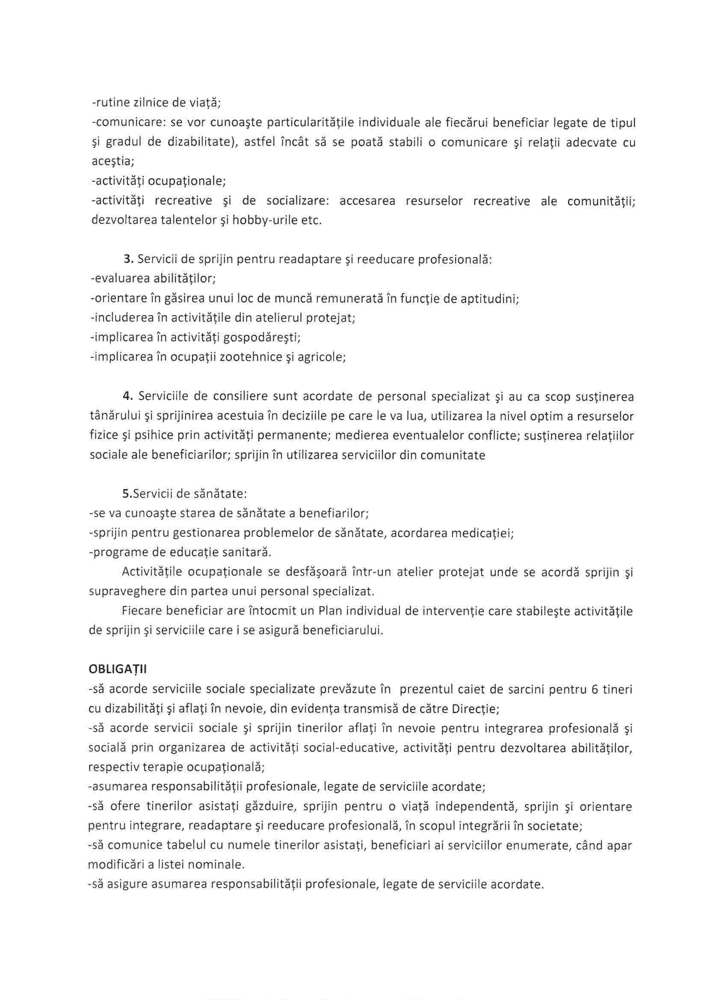 -rutine zilnice de viaţă;
-comunicare: se vor cunoaşte particularităţile individuale ale fiecărui beneficiar legate de tipul
şi gradul de dizabilitate), astfel încât să se poată stabili o comunicare şi relaţii adecvate cu
aceştia;
-activităţi ocupaţionale;
-activităţi recreative şi de socializare: accesarea resurselor recreative ale comunităţii;
dezvoltarea talentelor şi hobby-urile etc.
3. Servicii de sprijin pentru readaptare şi reeducare profesională:
-evaluarea abilităţilor;
-orientare în găsirea unui loc de muncă remunerată în funcţie de aptitudini;
-includerea în activităţile din atelierul protejat;
-implicarea în activităţi gospodăreşti;
-implicarea în ocupaţii zootehnice şi agricole;
4. Serviciile de consiliere sunt acordate de personal specializat şi au ca scop susţinerea
tânărului şi sprijinirea acestuia în deciziile pe care le va lua, utilizarea la nivel optim a resurselor
fizice şi psihice prin activităţi permanente; medierea eventualelor conflicte; susţinerea relaţiilor
sociale ale beneficiarilor; sprijin în utilizarea serviciilor din comunitate
5.Servicii de sănătate:
-se va cunoaşte starea de sănătate a benefiarilor;
-sprijin pentru gestionarea problemelor de sănătate, acordarea medicaţiei;
-programe de educaţie sanitară.
Activităţile ocupaţionale se desfăşoară într-un atelier protejat unde se acordă sprijin şi
supraveghere din partea unui personal specializat.
Fiecare beneficiar are întocmit un Plan individual de intervenţie care stabileşte activităţile
de sprijin şi serviciile care i se asigură beneficiarului.
OBLIGAŢII
-să acorde serviciile sociale specializate prevăzute în prezentul caiet de sarcini pentru 6 tineri
cu dizabilităţi şi aflaţi în nevoie, din evidenţa transmisă de către Direcţie;
-să acorde servicii sociale şi sprijin tinerilor aflaţi în nevoie pentru integrarea profesională şi
socială prin organizarea de activităţi social-educative, activităţi pentru dezvoltarea abilităţilor,
respectiv terapie ocupaţională;
-asumarea responsabilităţii profesionale, legate de serviciile acordate;
-să ofere tinerilor asistaţi găzduire, sprijin pentru o viaţă independentă, sprijin şi orientare
pentru integrare, readaptare şi reeducare profesională, în scopul integrării în societate;
-să comunice tabelul cu numele tinerilor asistaţi, beneficiari ai serviciilor enumerate, când apar
modificări a listei nominale.
-să asigure asumarea responsabilităţii profesionale, legate de serviciile acordate.